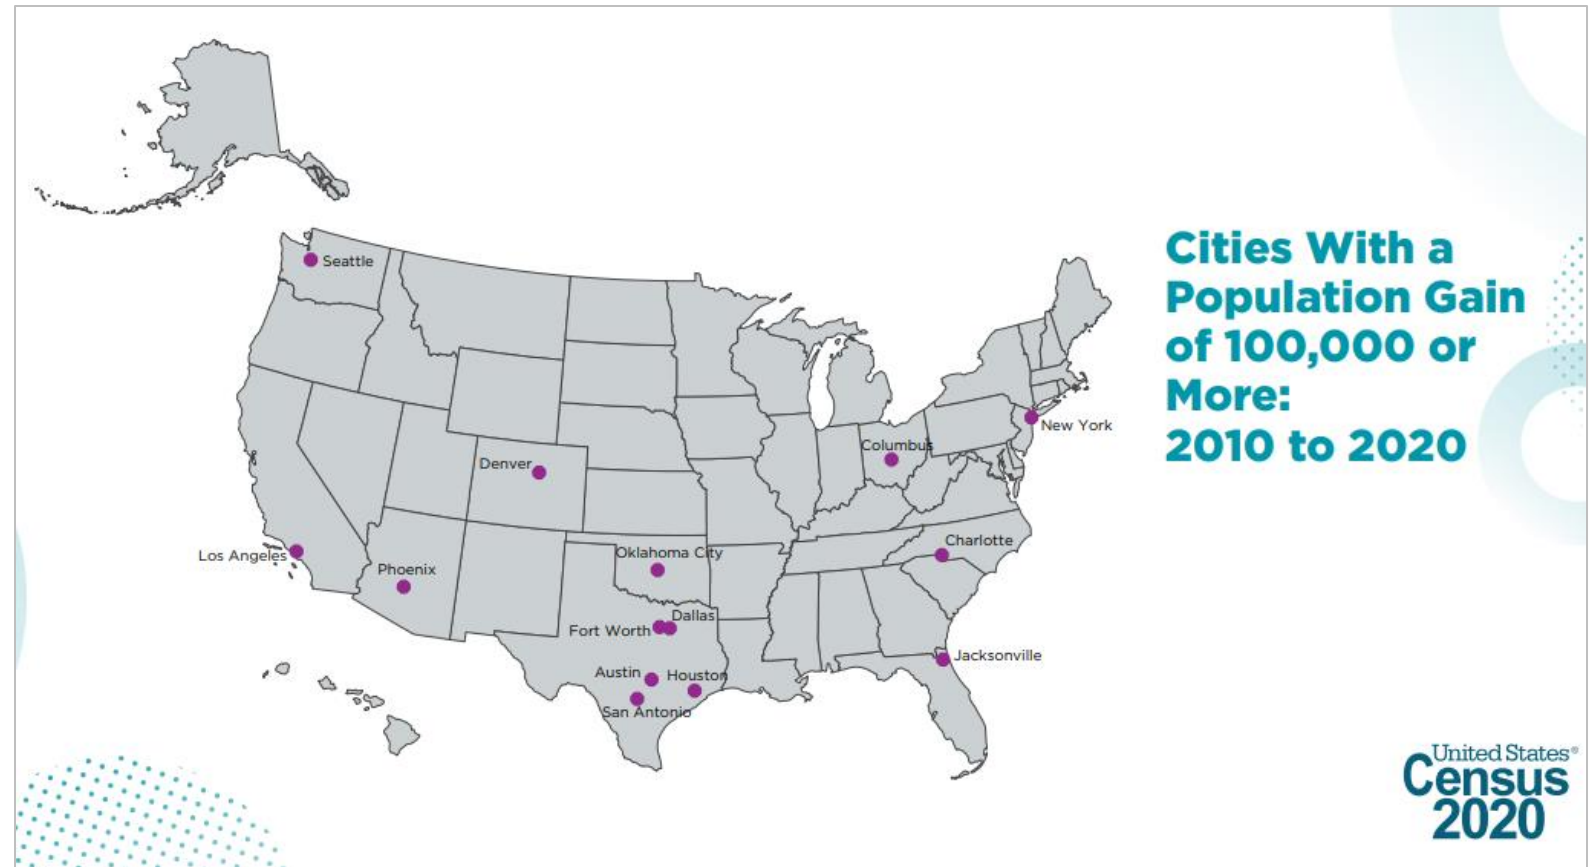 Seattle
Cities With a
Population Gain
of 100,000 or
More:
2010 to 2020
New York
Columbus
Denver
Charlotte
Los Angeles
Oklahoma City
Phoenix
Dallas
Fort Worth
Jacksonville
Austin
Houston
San Antonio
United States®
Census
2020